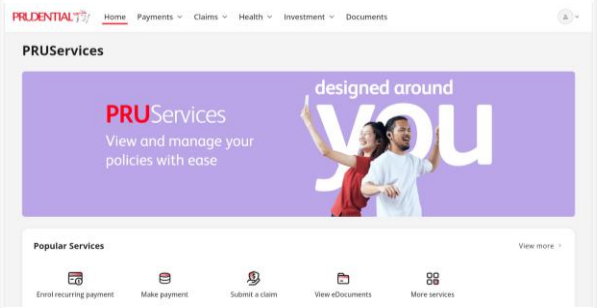 PRUDENTIAL
Home Payments Claims Health Investment Documents
PRUServices
designed around
you
PRUServices
View and manage your
policies with ease
Popular Services View more
Enrol recurring payment Make payment Submit a claim View eDocuments More services